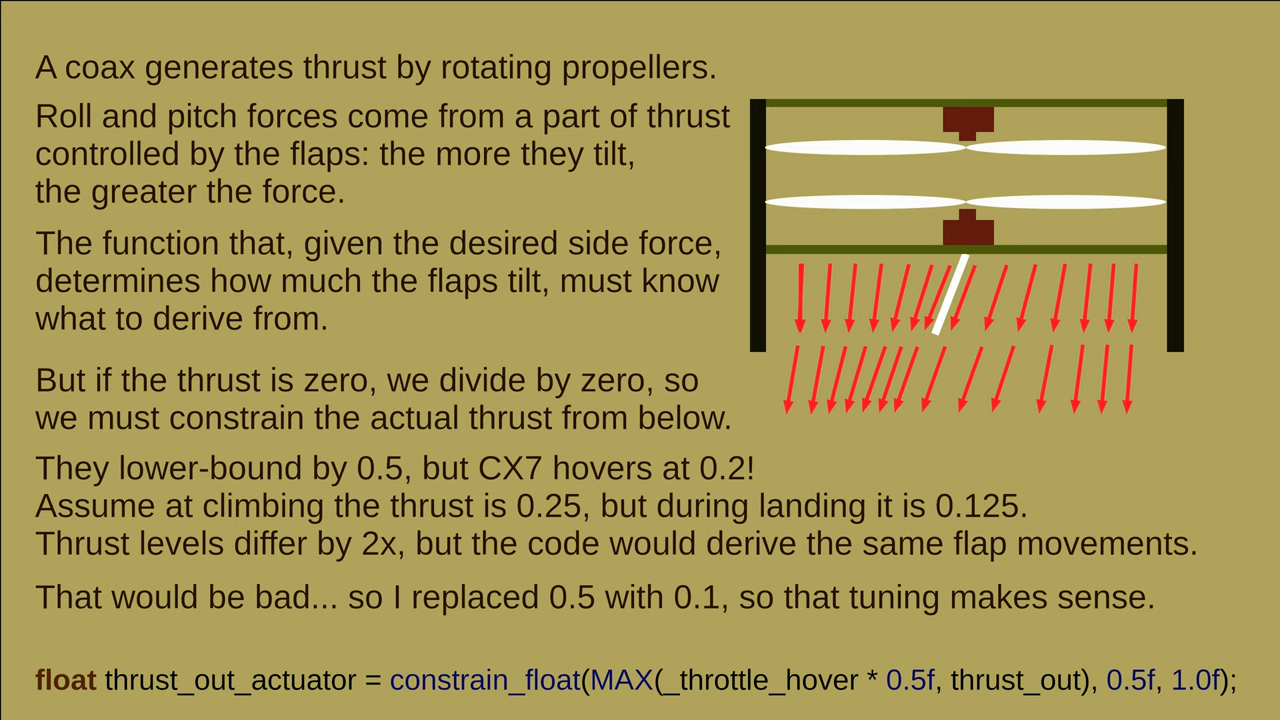 A coax generates thrust by rotating propellers.
Roll and pitch forces come from a part of thrust
controlled by the flaps: the more they tilt,
the greater the force.
The function that, given the desired side force,
determines how much the flaps tilt, must know
what to derive from.
But if the thrust is zero, we divide by zero, so
we must constrain the actual thrust from below.
They lower-bound by 0.5, but CX7 hovers at 0.2!
Assume at climbing the thrust is 0.25, but during landing it is 0.125.
Thrust levels differ by 2x, but the code would derive the same flap movements.
That would be bad... so I replaced 0.5 with 0.1, so that tuning makes sense.
float thrust_out_actuator = constrain_float(MAX(_throttle_hover * 0.5f, thrust_out), 0.5f, 1.0f);